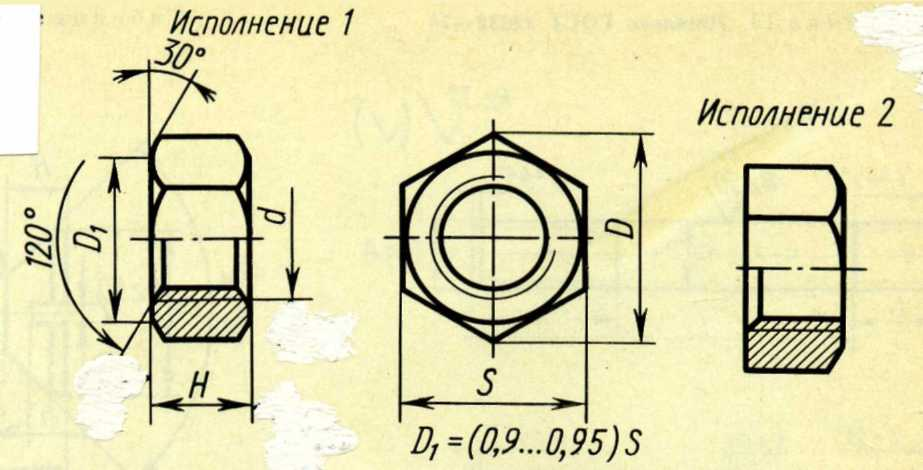 Исполнение 1
30°
Исполнение 2
120°
D₁
d
D
H
S
D₁ = (0,9...0,95) S